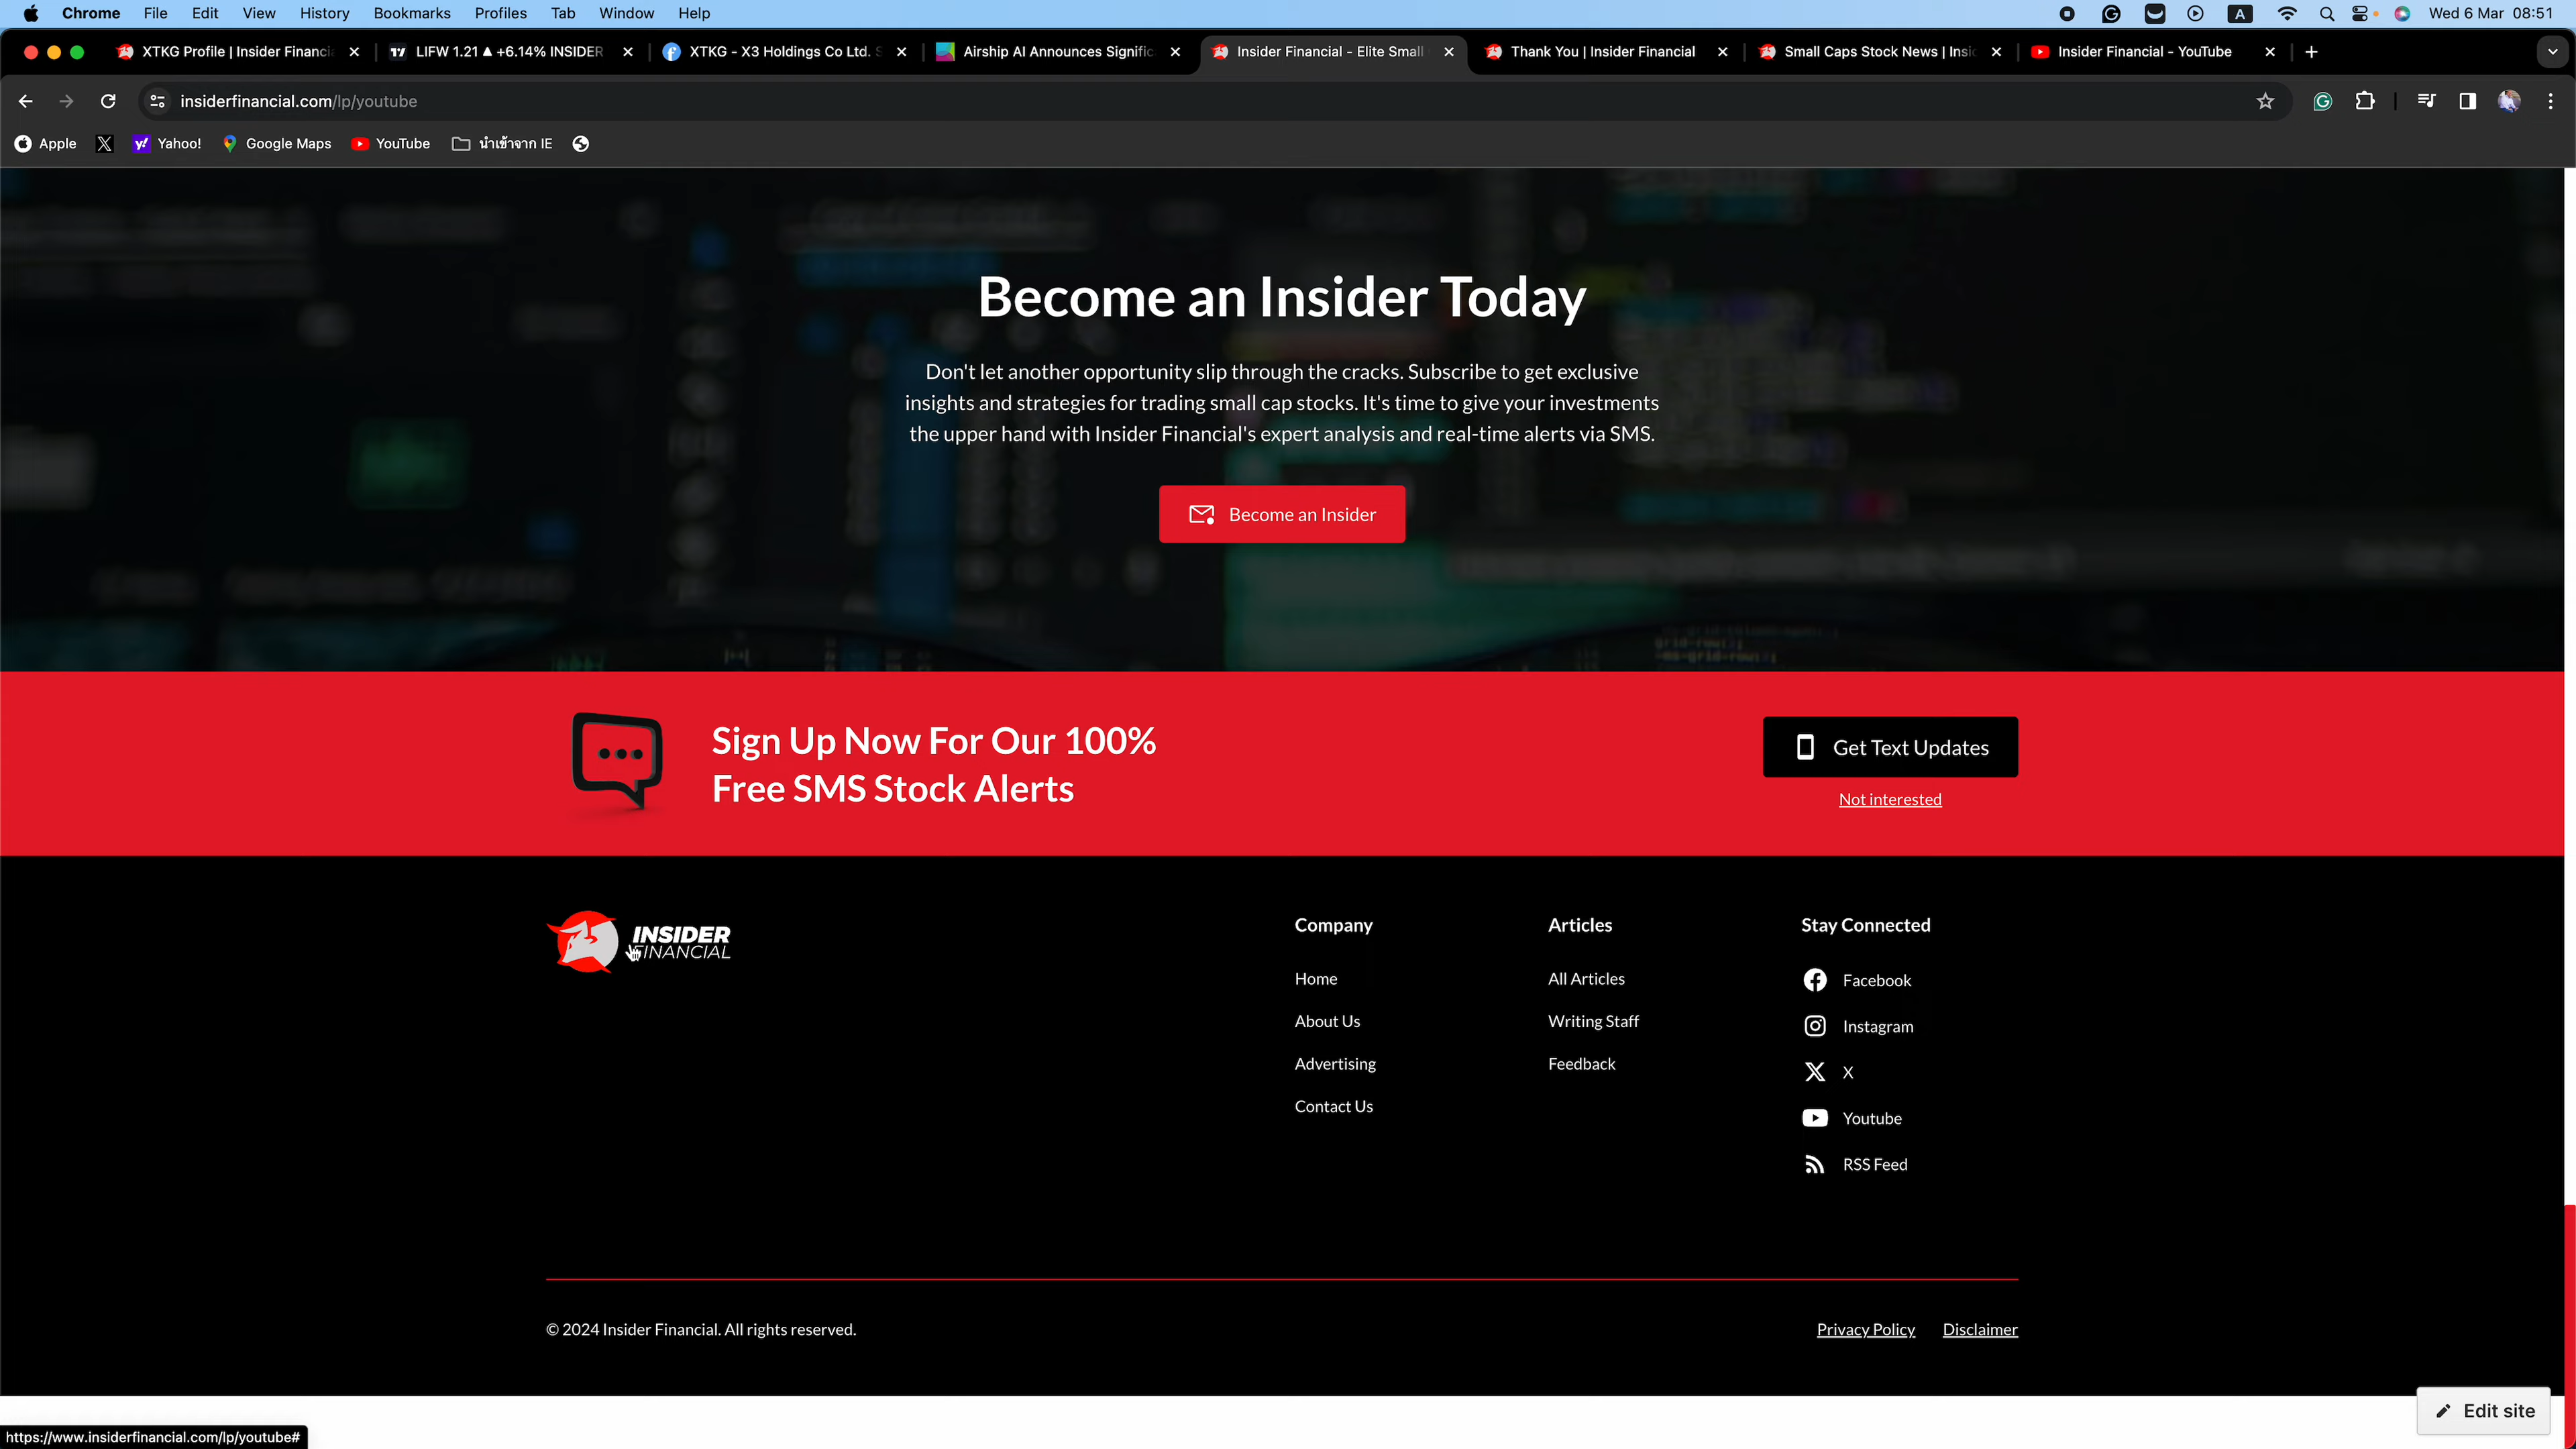 Chrome File Edit View History Bookmarks Profiles Tab Window Help A Wed 6 Mar 08:51
XTKG Profile | Insider Financi LIFW 1.21 ▲ +6.14% INSIDER XTKG - X3 Holdings Co Ltd. S Airship AI Announces Signific Insider Financial - Elite Small Thank You | Insider Financial Small Caps Stock News | Insi Insider Financial - YouTube
insiderfinancial.com/lp/youtube
Apple Yahoo! Google Maps YouTube นำเข้าจาก IE
Become an Insider Today
Don't let another opportunity slip through the cracks. Subscribe to get exclusive
insights and strategies for trading small cap stocks. It's time to give your investments
the upper hand with Insider Financial's expert analysis and real-time alerts via SMS.
Become an Insider
Sign Up Now For Our 100%
Free SMS Stock Alerts
Get Text Updates
Not interested
INSIDER
FINANCIAL
Company
Home
About Us
Advertising
Contact Us
Articles
All Articles
Writing Staff
Feedback
Stay Connected
Facebook
Instagram
X
Youtube
RSS Feed
© 2024 Insider Financial. All rights reserved.
Privacy Policy Disclaimer
Edit site
https://www.insiderfinancial.com/lp/youtube#